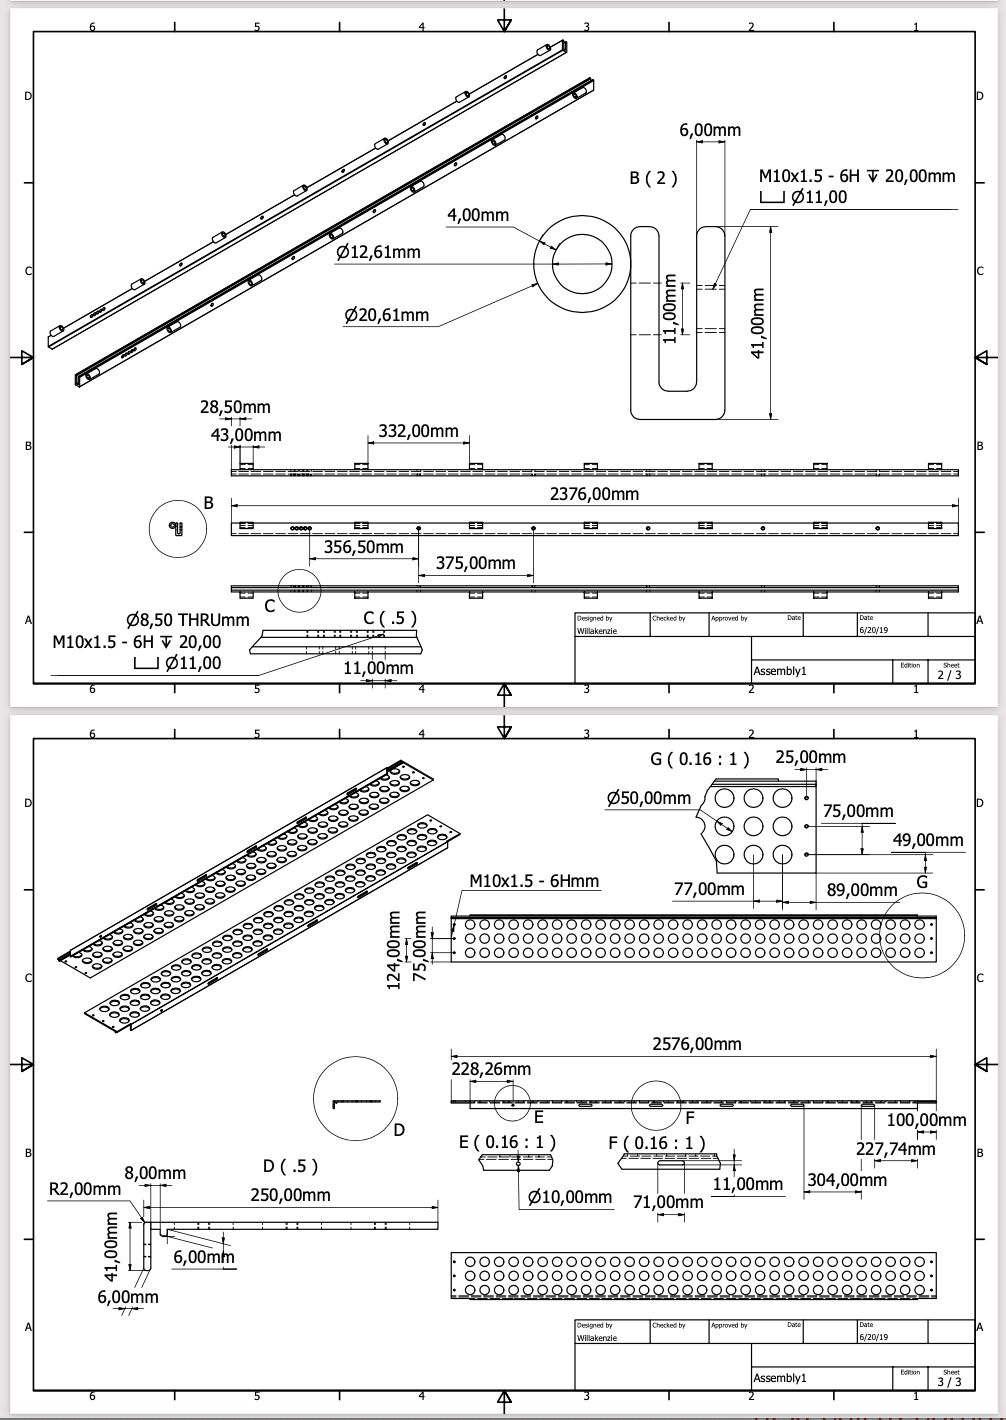 6 5 4 3 2 1
D D
6,00mm
B ( 2 )
M10x1.5 - 6H ↧ 20,00mm
⌴ Ø11,00
4,00mm
Ø12,61mm
Ø20,61mm
11,00mm
41,00mm
C C
28,50mm
43,00mm
332,00mm
B B
2376,00mm
B
356,50mm
375,00mm
C
Ø8,50 THRUmm
M10x1.5 - 6H ↧ 20,00
⌴ Ø11,00
C ( .5 )
11,00mm
A A
Designed by Checked by Approved by Date Date
Willakenzie 6/20/19
Assembly1 Edition Sheet
2 / 3
6 5 4 3 2 1
6 5 4 3 2 1
D D
G ( 0.16 : 1 )
25,00mm
Ø50,00mm
75,00mm
49,00mm
77,00mm
89,00mm
G
M10x1.5 - 6Hmm
124,00mm
75,00mm
C C
2576,00mm
228,26mm
E
F
D
100,00mm
227,74mm
304,00mm
E ( 0.16 : 1 )
F ( 0.16 : 1 )
Ø10,00mm
71,00mm
11,00mm
B B
D ( .5 )
8,00mm
R2,00mm
250,00mm
41,00mm
6,00mm
6,00mm
A A
Designed by Checked by Approved by Date Date
Willakenzie 6/20/19
Assembly1 Edition Sheet
3 / 3
6 5 4 3 2 1